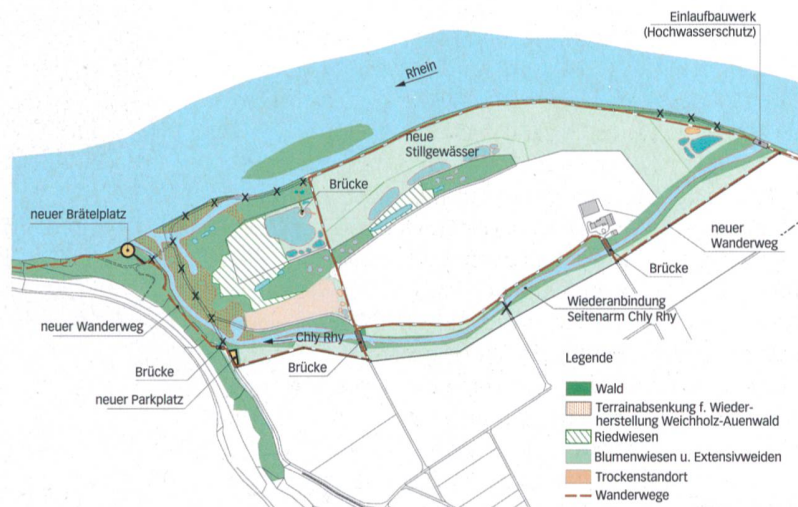 Einlaufbauwerk
(Hochwasserschutz)
Rhein
neue
Stillgewässer
Brücke
neuer Brätelplatz
neuer
Wanderweg
Brücke
Wiederanbindung
Seitenarm Chly Rhy
neuer Wanderweg
Chly Rhy
Brücke
Brücke
neuer Parkplatz
Legende
Wald
Terrainabsenkung f. Wieder-
herstellung Weichholz-Auenwald
Riedwiesen
Blumenwiesen u. Extensivweiden
Trockenstandort
Wanderwege